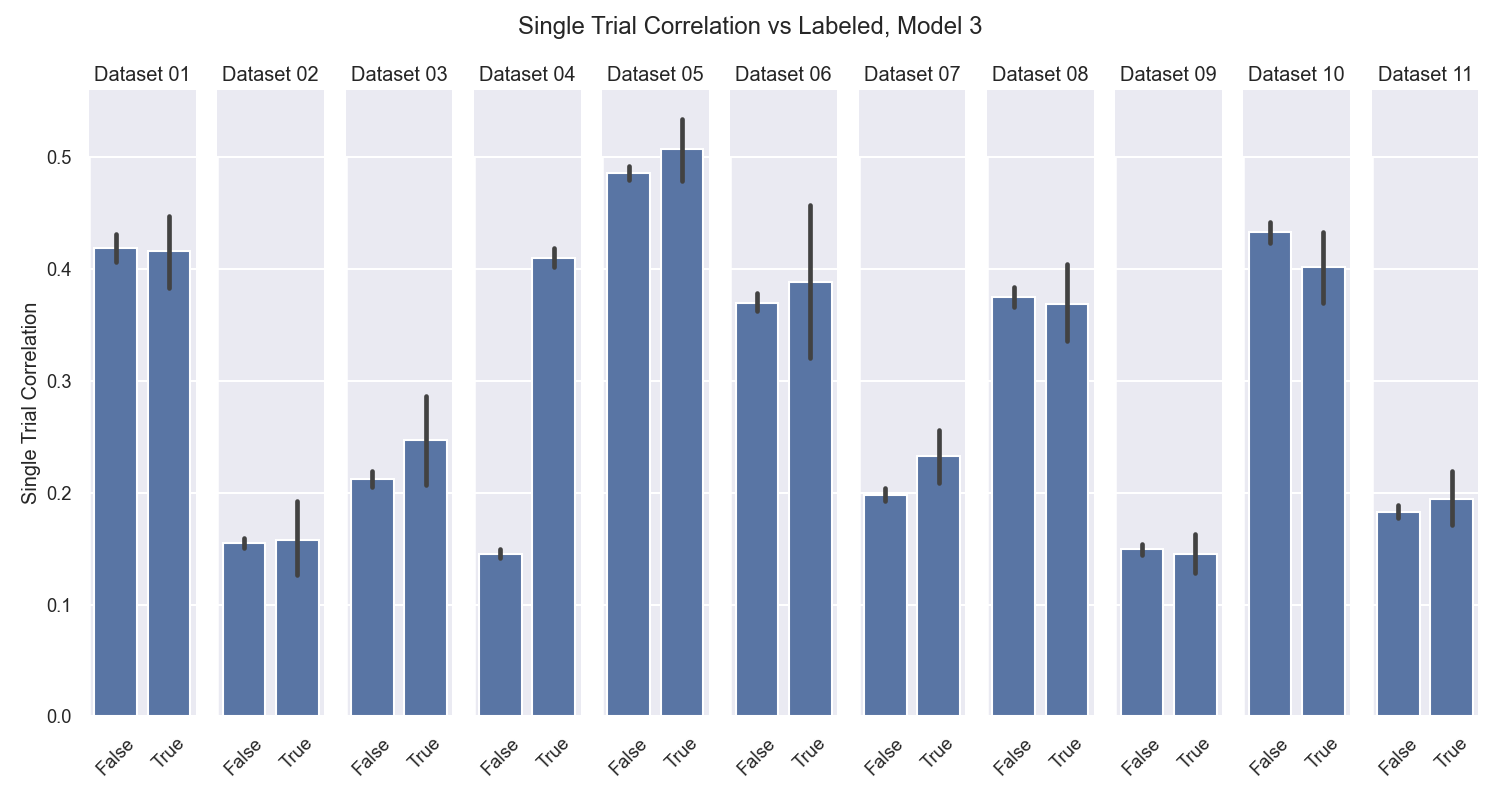 Single Trial Correlation vs Labeled, Model 3
Dataset 01 Dataset 02 Dataset 03 Dataset 04 Dataset 05 Dataset 06 Dataset 07 Dataset 08 Dataset 09 Dataset 10 Dataset 11
0.5
0.4
0.3
0.2
0.1
0.0
Single Trial Correlation
False True False True False True False True False True False True False True False True False True False True False True